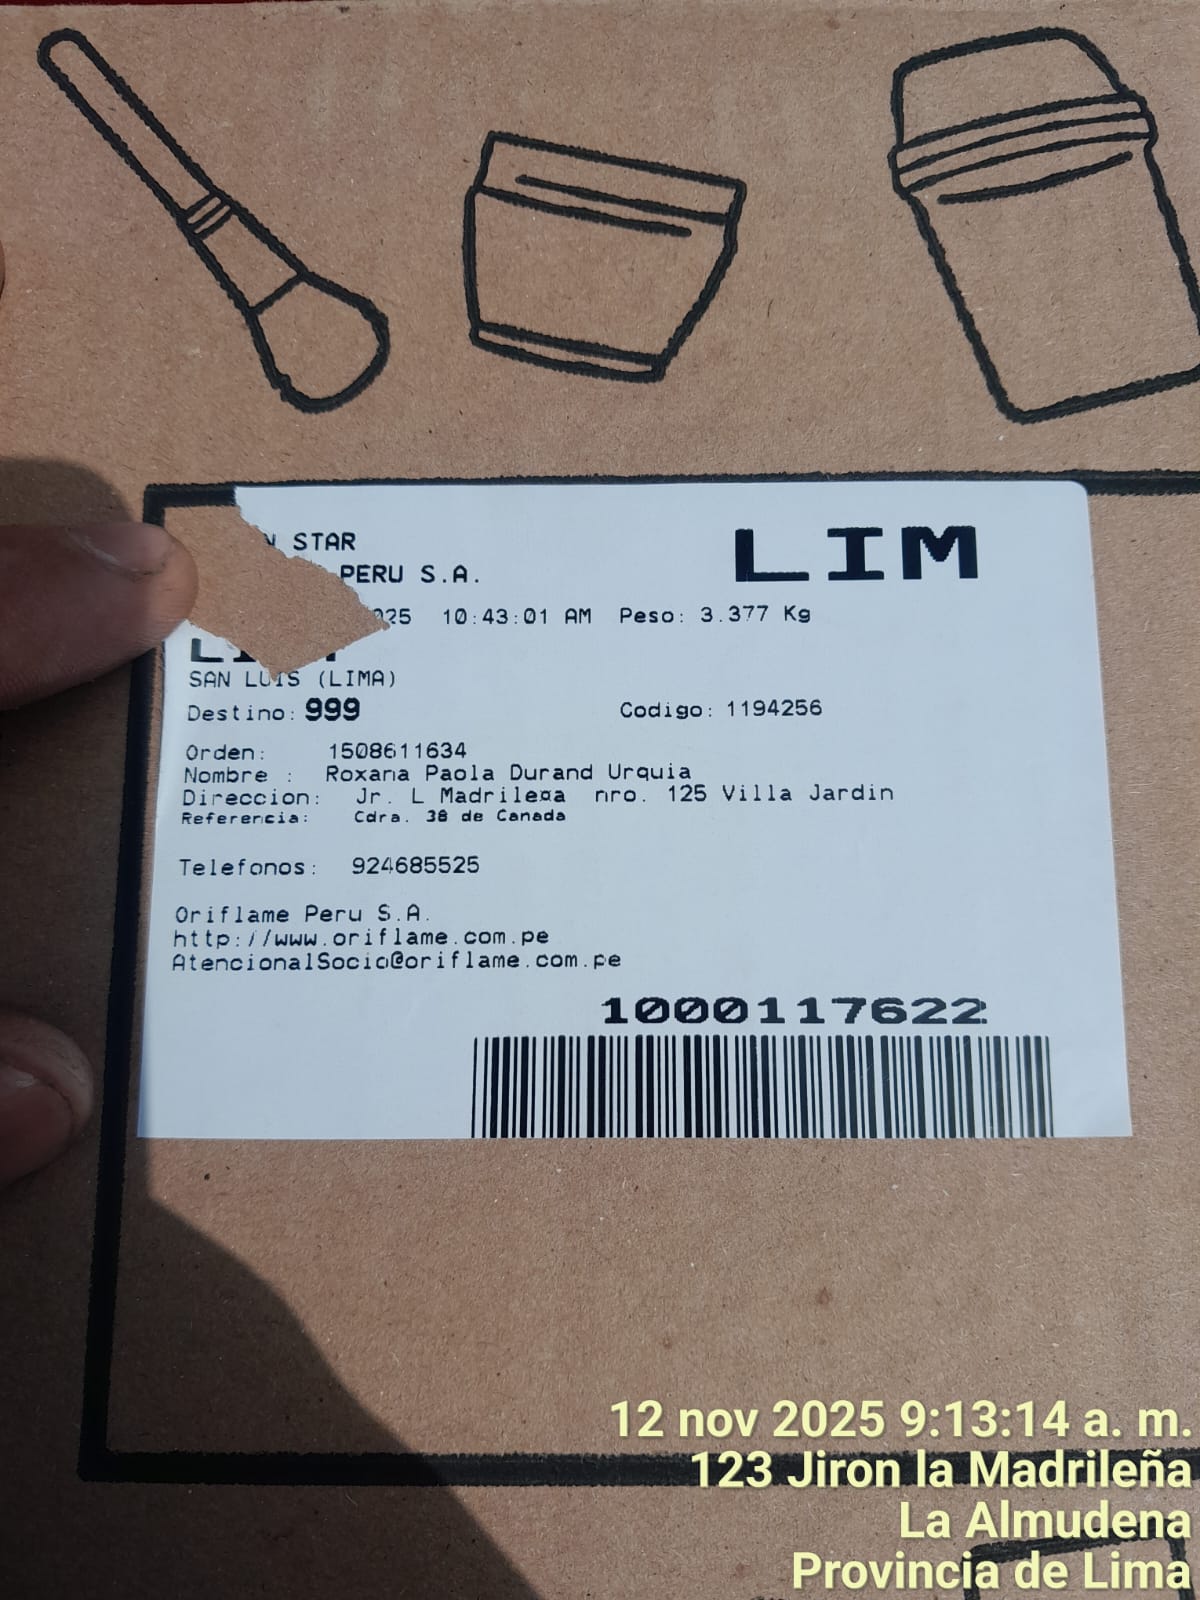 STAR
LIM
PERU S.A.
10:43:01 AM Peso: 3.377 Kg
SAN LUIS (LIMA)
Destino: 999 Codigo: 1194256
Orden: 1508611634
Nombre : Roxana Paola Durand Urquia
Direccion: Jr. L Madrilega nro. 125 Villa Jardin
Referencia: Cdra. 38 de Canada
Telefonos: 924685525
Oriflame Peru S.A.
http://www.oriflame.com.pe
AtencionalSocio@oriflame.com.pe
1000117622
12 nov 2025 9:13:14 a. m.
123 Jiron la Madrileña
La Almudena
Provincia de Lima